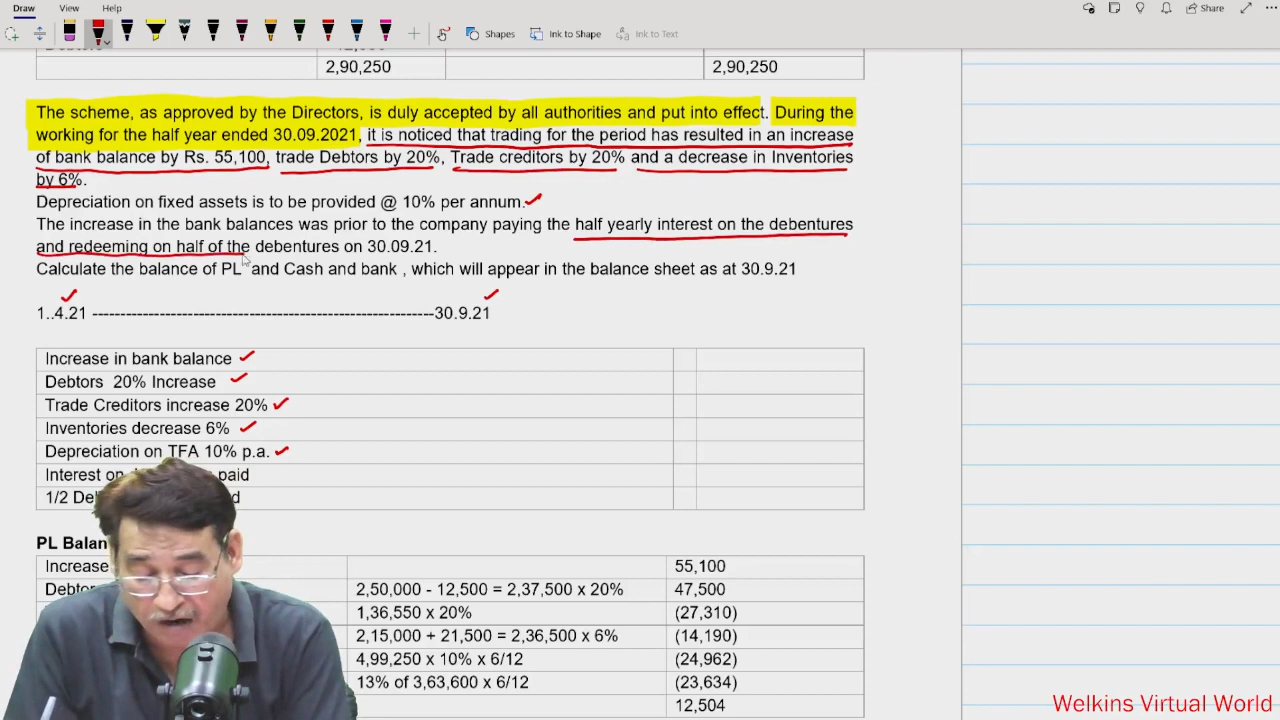 Draw View Help
Share
Shapes Ink to Shape Ink to Text
2,90,250 2,90,250
The scheme, as approved by the Directors, is duly accepted by all authorities and put into effect. During the
working for the half year ended 30.09.2021, it is noticed that trading for the period has resulted in an increase
of bank balance by Rs. 55,100, trade Debtors by 20%, Trade creditors by 20% and a decrease in Inventories
by 6%.
Depreciation on fixed assets is to be provided @ 10% per annum.
The increase in the bank balances was prior to the company paying the half yearly interest on the debentures
and redeeming on half of the debentures on 30.09.21.
Calculate the balance of PL and Cash and bank , which will appear in the balance sheet as at 30.9.21
1..4.21 ----------------------------------------------------------------------30.9.21
Increase in bank balance
Debtors 20% Increase
Trade Creditors increase 20%
Inventories decrease 6%
Depreciation on TFA 10% p.a.
Interest on paid
1/2
PL
Increase 55,100
2,50,000 - 12,500 = 2,37,500 x 20% 47,500
1,36,550 x 20% (27,310)
2,15,000 + 21,500 = 2,36,500 x 6% (14,190)
4,99,250 x 10% x 6/12 (24,962)
13% of 3,63,600 x 6/12 (23,634)
12,504
Welkins Virtual World